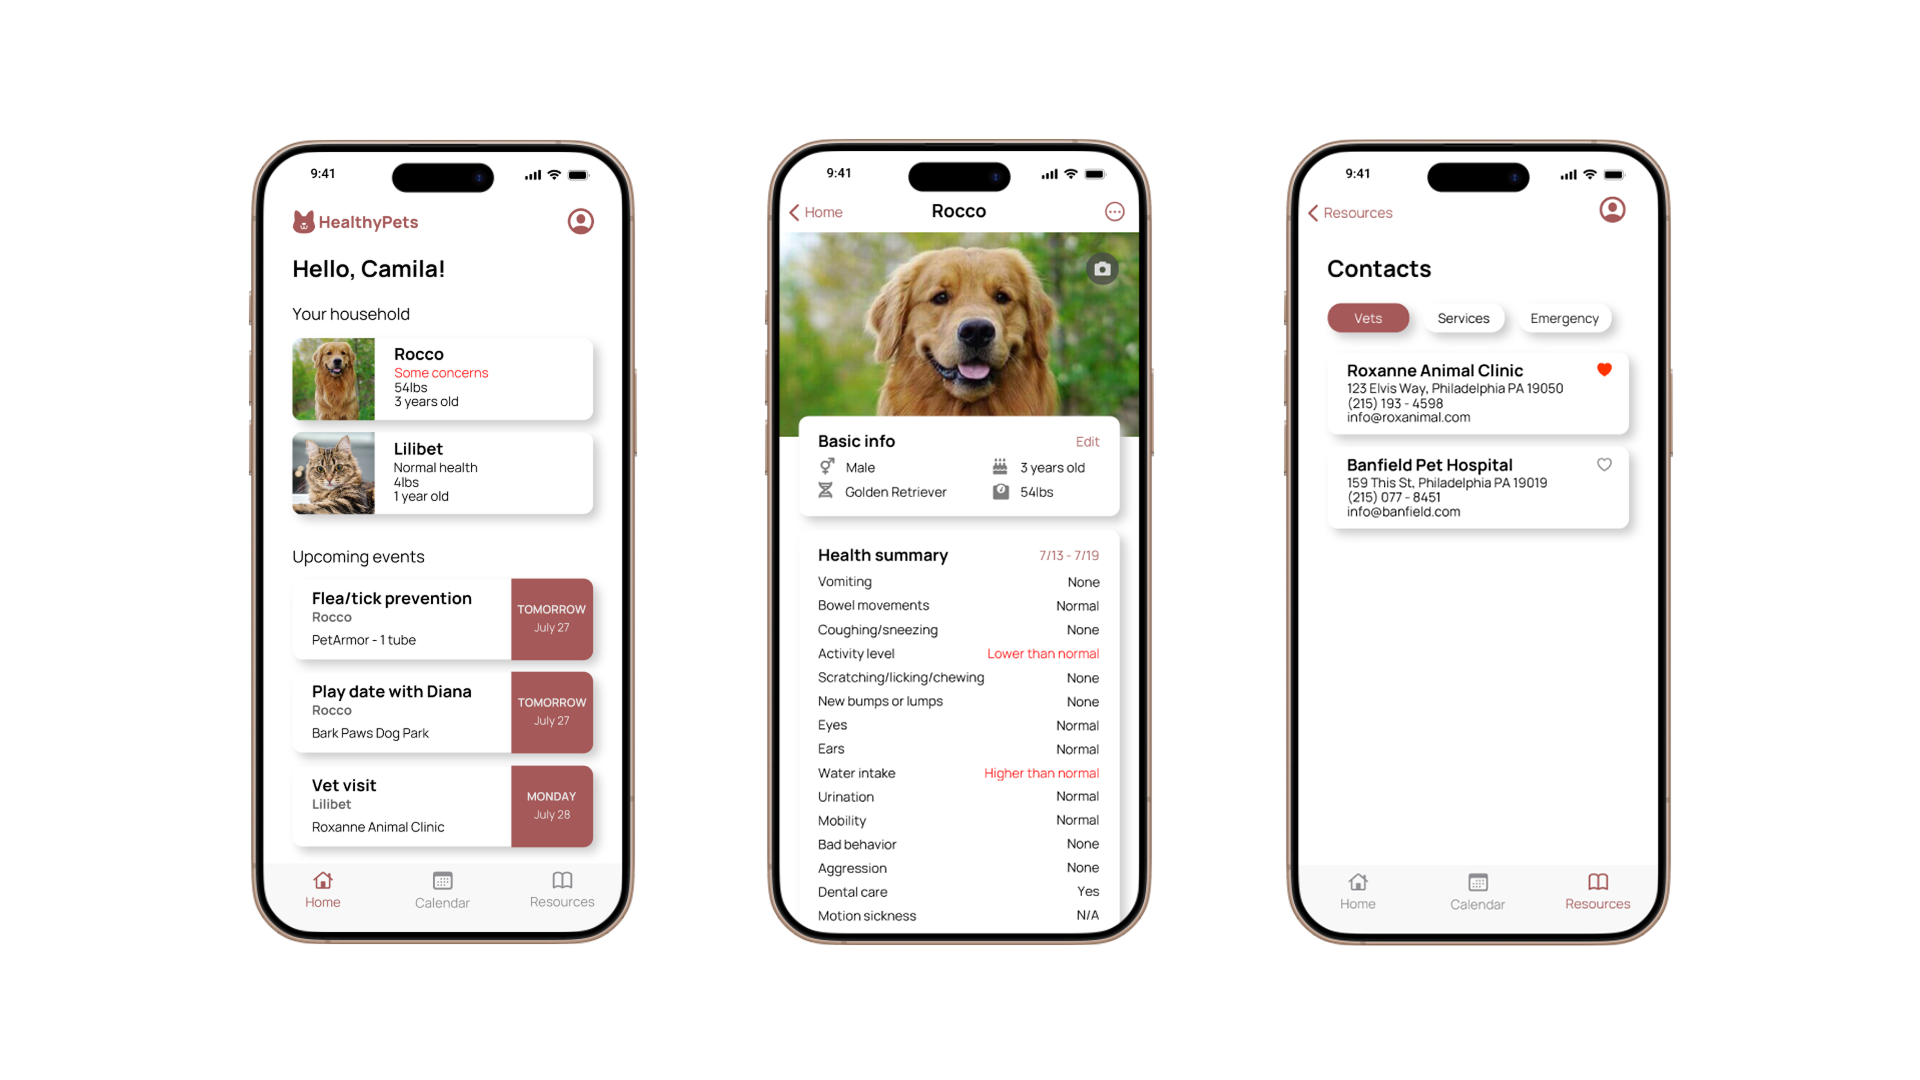 9:41
HealthyPets
Hello, Camila!
Your household
Rocco
Some concerns
54lbs
3 years old
Lilibet
Normal health
4lbs
1 year old
Upcoming events
Flea/tick prevention
Rocco
PetArmor - 1 tube
TOMORROW
July 27
Play date with Diana
Rocco
Bark Paws Dog Park
TOMORROW
July 27
Vet visit
Lilibet
Roxanne Animal Clinic
MONDAY
July 28
Home
Calendar
Resources
9:41
Home
Rocco
Basic info
Edit
Male
3 years old
Golden Retriever
54lbs
Health summary
7/13 - 7/19
Vomiting None
Bowel movements Normal
Coughing/sneezing None
Activity level Lower than normal
Scratching/licking/chewing None
New bumps or lumps None
Eyes Normal
Ears Normal
Water intake Higher than normal
Urination Normal
Mobility Normal
Bad behavior None
Aggression None
Dental care Yes
Motion sickness N/A
9:41
Resources
Contacts
Vets
Services
Emergency
Roxanne Animal Clinic
123 Elvis Way, Philadelphia PA 19050
(215) 193 - 4598
info@roxanimal.com
Banfield Pet Hospital
159 This St, Philadelphia PA 19019
(215) 077 - 8451
info@banfield.com
Home
Calendar
Resources